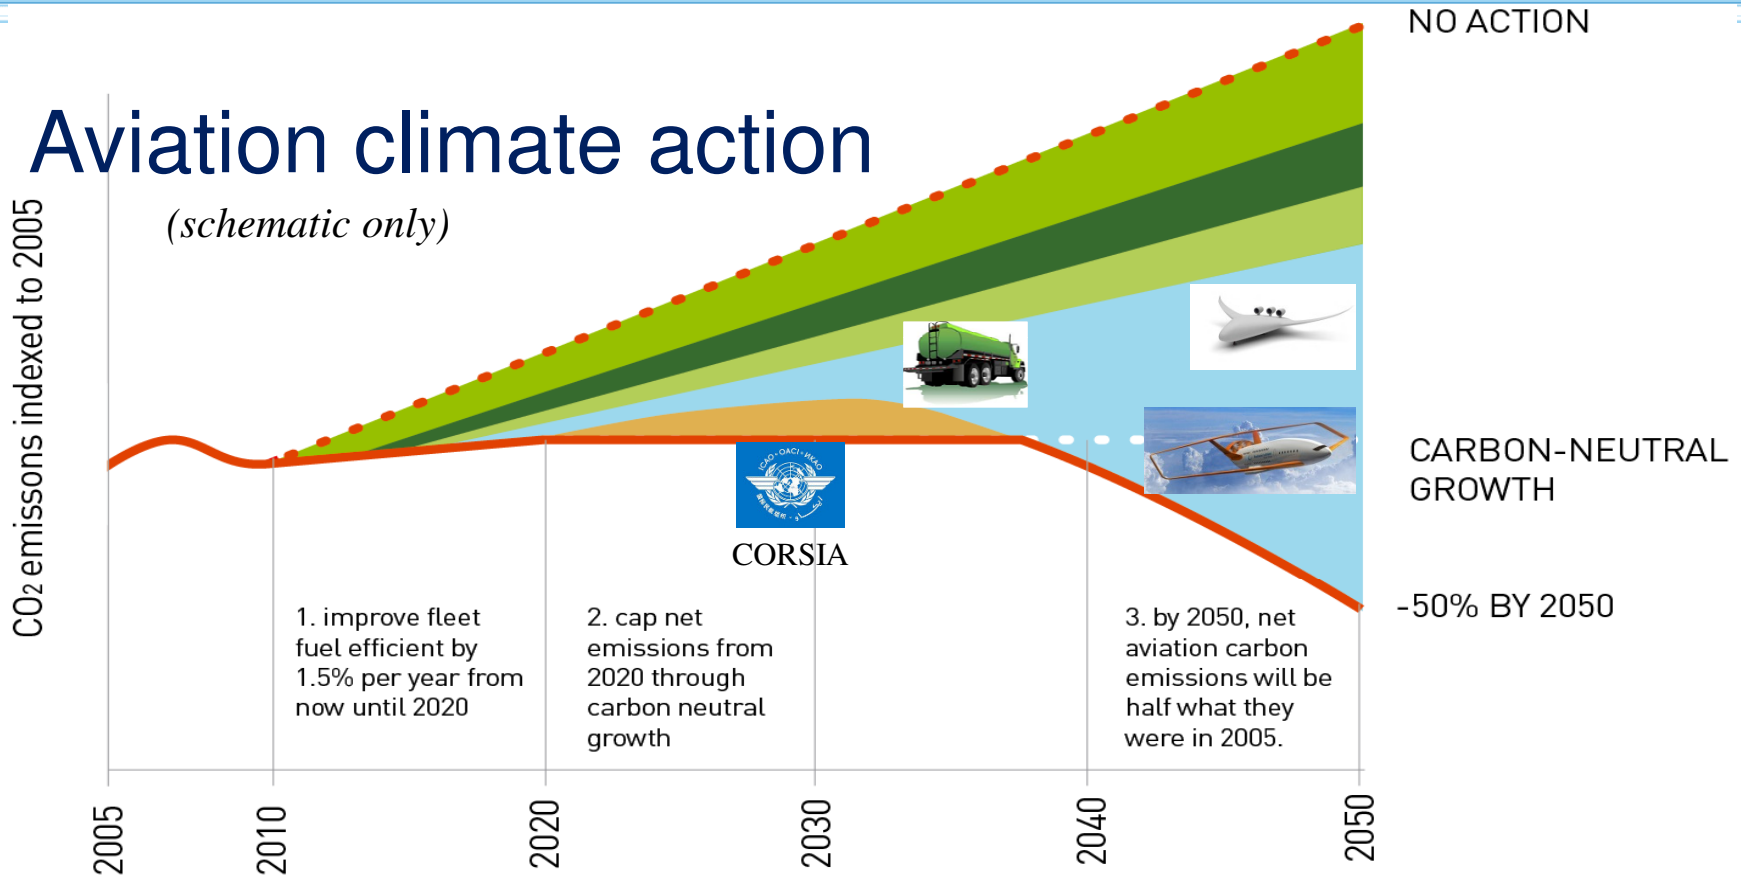 NO ACTION
Aviation climate action
(schematic only)
CO2 emissons indexed to 2005
CARBON-NEUTRAL
GROWTH
ICAO · OACI · ИКАО
CORSIA
-50% BY 2050
1. improve fleet
fuel efficient by
1.5% per year from
now until 2020
2. cap net
emissions from
2020 through
carbon neutral
growth
3. by 2050, net
aviation carbon
emissions will be
half what they
were in 2005.
2005
2010
2020
2030
2040
2050